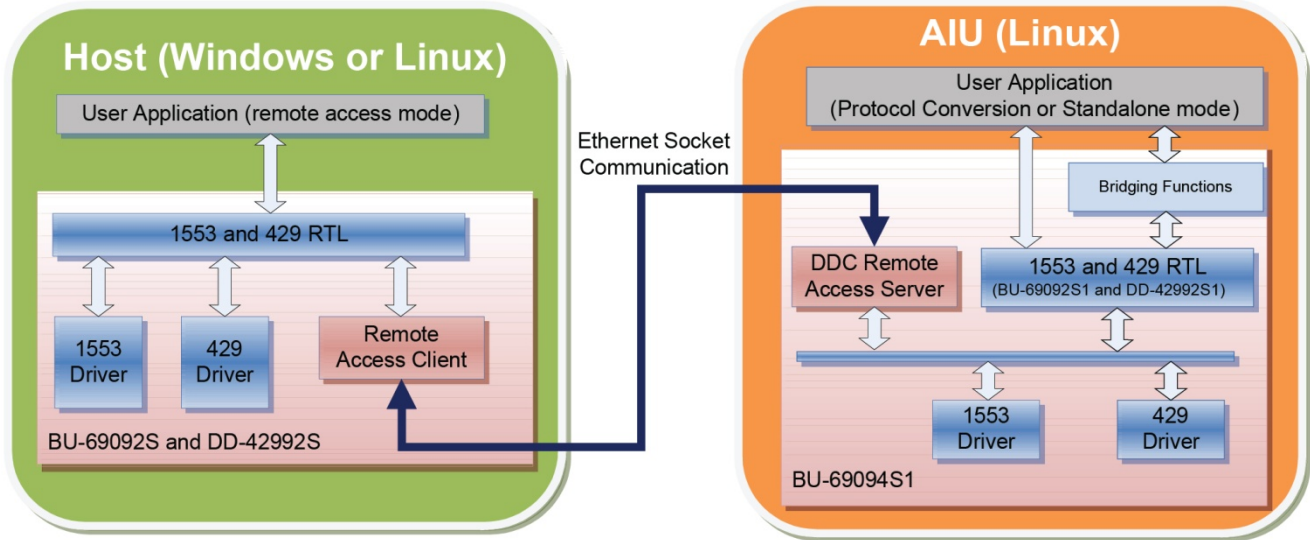 Host (Windows or Linux)
User Application (remote access mode)
1553 and 429 RTL
1553
Driver
429
Driver
Remote
Access Client
BU-69092S and DD-42992S
Ethernet Socket
Communication
AIU (Linux)
User Application
(Protocol Conversion or Standalone mode)
Bridging Functions
DDC Remote
Access Server
1553 and 429 RTL
(BU-69092S1 and DD-42992S1)
1553
Driver
429
Driver
BU-69094S1